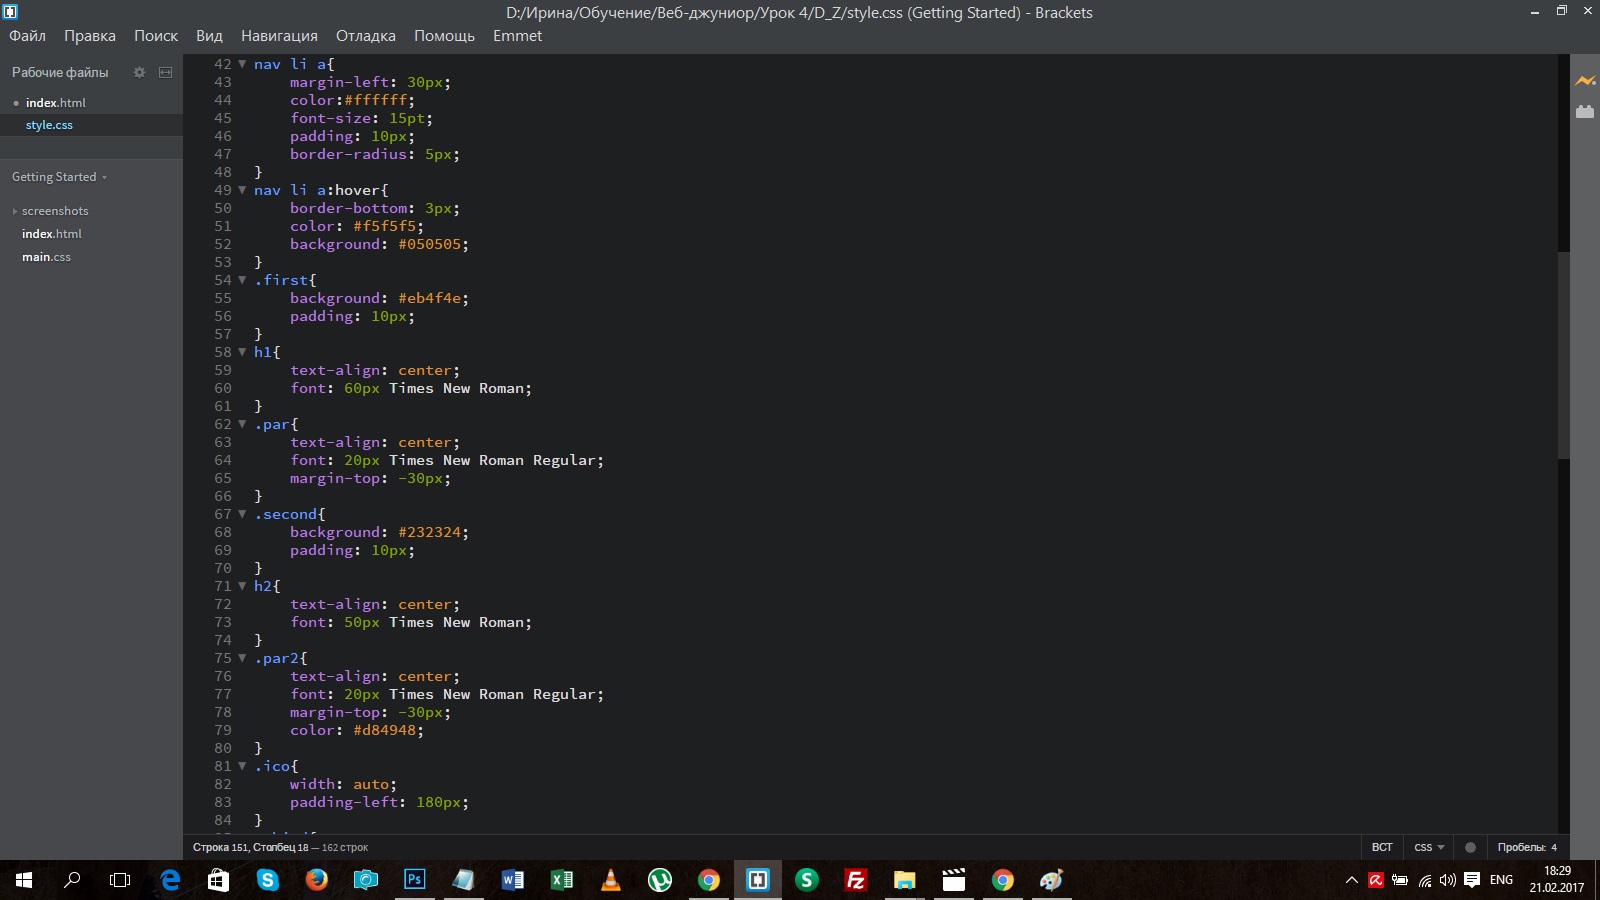 D:/Ирина/Обучение/Веб-джуниор/Урок 4/D_Z/style.css (Getting Started) - Brackets
Файл Правка Поиск Вид Навигация Отладка Помощь Emmet
Рабочие файлы
index.html
style.css
Getting Started
screenshots
index.html
main.css
42 nav li a{
43 margin-left: 30px;
44 color:#ffffff;
45 font-size: 15pt;
46 padding: 10px;
47 border-radius: 5px;
48 }
49 nav li a:hover{
50 border-bottom: 3px;
51 color: #f5f5f5;
52 background: #050505;
53 }
54 .first{
55 background: #eb4f4e;
56 padding: 10px;
57 }
58 h1{
59 text-align: center;
60 font: 60px Times New Roman;
61 }
62 .par{
63 text-align: center;
64 font: 20px Times New Roman Regular;
65 margin-top: -30px;
66 }
67 .second{
68 background: #232324;
69 padding: 10px;
70 }
71 h2{
72 text-align: center;
73 font: 50px Times New Roman;
74 }
75 .par2{
76 text-align: center;
77 font: 20px Times New Roman Regular;
78 margin-top: -30px;
79 color: #d84948;
80 }
81 .ico{
82 width: auto;
83 padding-left: 180px;
84 }
Строка 151, Столбец 18 — 162 строк
ВСТ CSS Пробелы: 4
Ps
ENG
18:29
21.02.2017